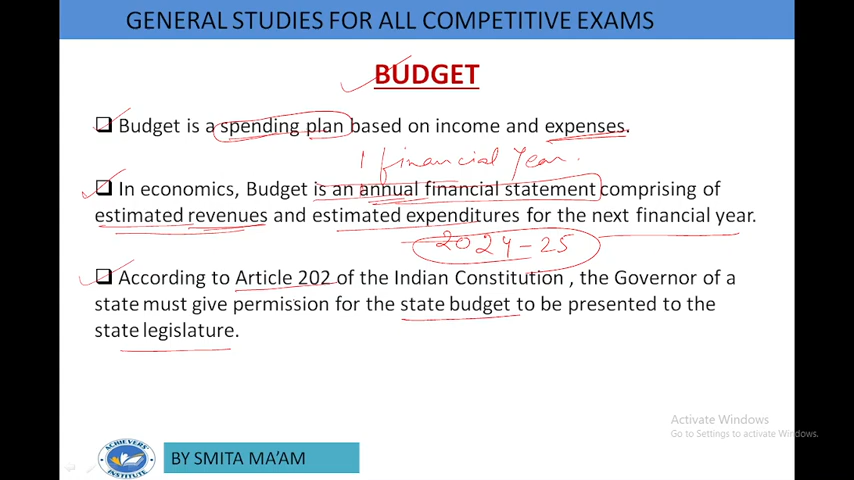 GENERAL STUDIES FOR ALL COMPETITIVE EXAMS
BUDGET
Budget is a spending plan based on income and expenses.
1 financial Year.
In economics, Budget is an annual financial statement comprising of
estimated revenues and estimated expenditures for the next financial year.
2024-25
According to Article 202 of the Indian Constitution , the Governor of a
state must give permission for the state budget to be presented to the
state legislature.
Activate Windows
Go to Settings to activate Windows.
ACHIEVERS'
INSTITUTE
BY SMITA MA'AM